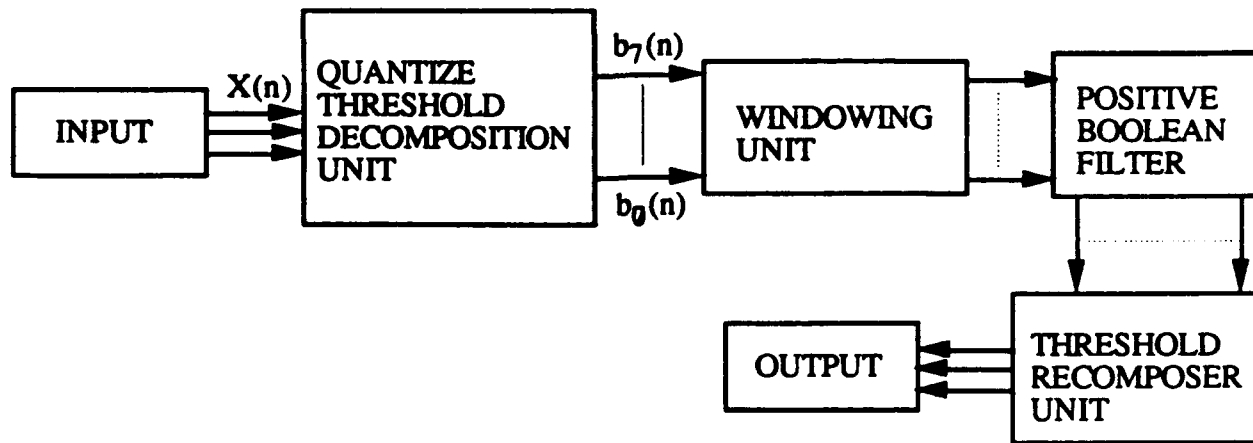 INPUT
X(n)
QUANTIZE
THRESHOLD
DECOMPOSITION
UNIT
b7(n)
b0(n)
WINDOWING
UNIT
POSITIVE
BOOLEAN
FILTER
THRESHOLD
RECOMPOSER
UNIT
OUTPUT